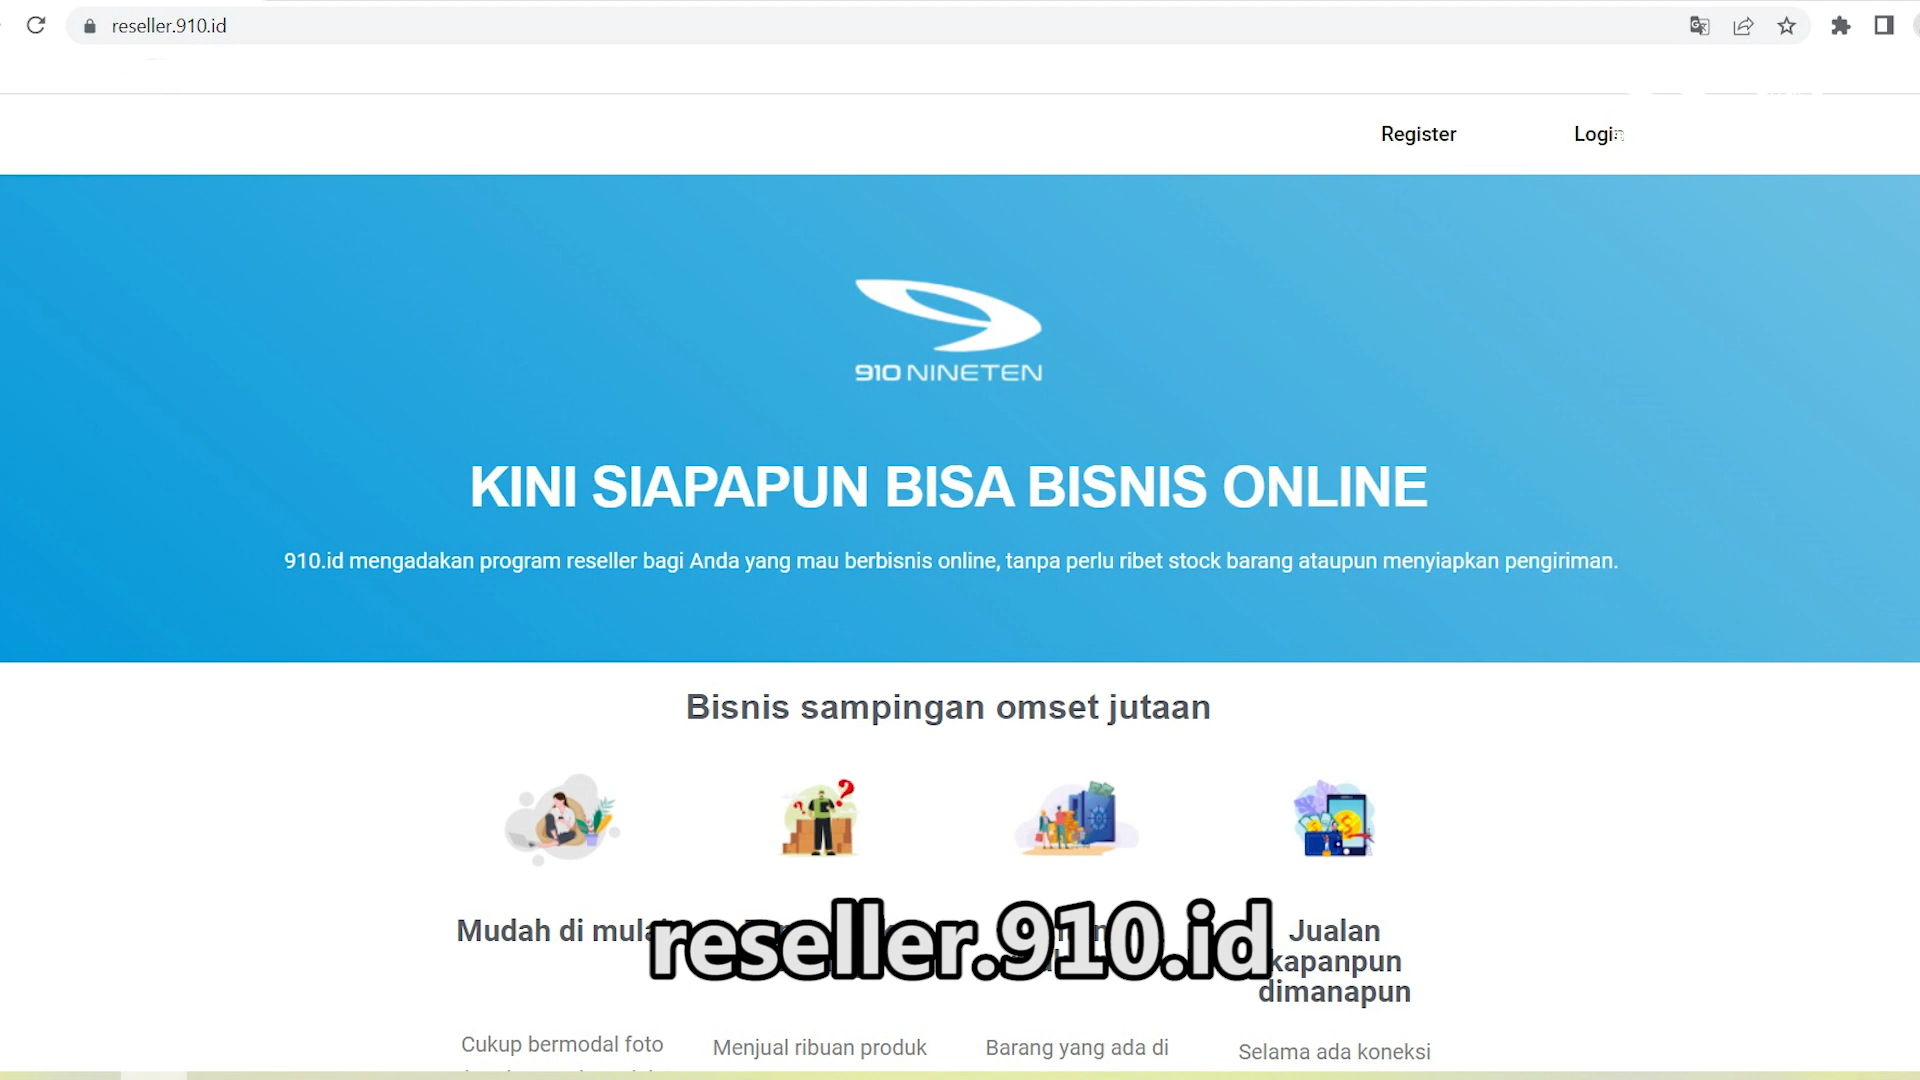 reseller.910.id
Register
Login
910 NINETEN
KINI SIAPAPUN BISA BISNIS ONLINE
910.id mengadakan program reseller bagi Anda yang mau berbisnis online, tanpa perlu ribet stock barang ataupun menyiapkan pengiriman.
Bisnis sampingan omset jutaan
Mudah di
reseller.910.id
Jualan
kapanpun
dimanapun
Cukup bermodal foto
Menjual ribuan produk
Barang yang ada di
Selama ada koneksi